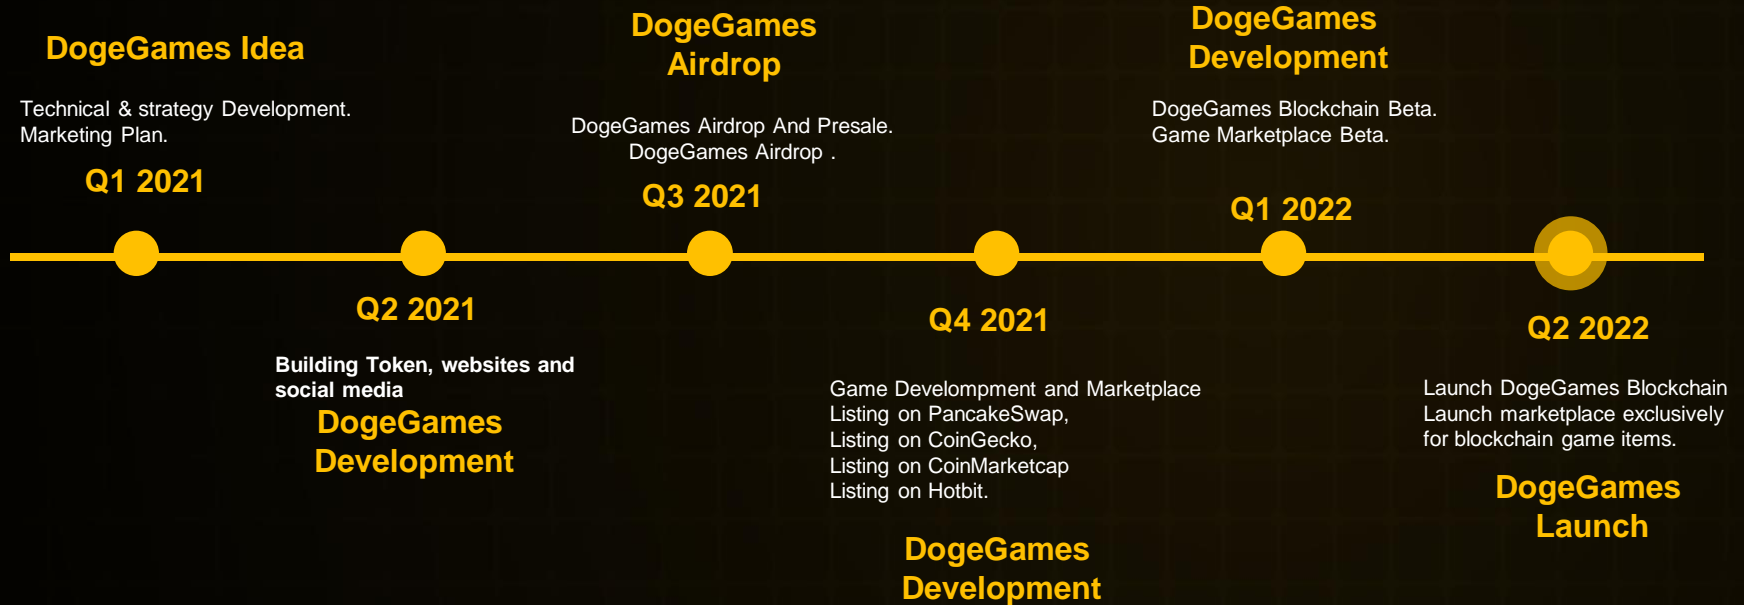 DogeGames Idea
Technical & strategy Development.
Marketing Plan.
Q1 2021
Q2 2021
Building Token, websites and
social media
DogeGames
Development
DogeGames
Airdrop
DogeGames Airdrop And Presale.
DogeGames Airdrop .
Q3 2021
Q4 2021
Game Develompment and Marketplace
Listing on PancakeSwap,
Listing on CoinGecko,
Listing on CoinMarketcap
Listing on Hotbit.
DogeGames
Development
DogeGames
Development
DogeGames Blockchain Beta.
Game Marketplace Beta.
Q1 2022
Q2 2022
Launch DogeGames Blockchain
Launch marketplace exclusively
for blockchain game items.
DogeGames
Launch